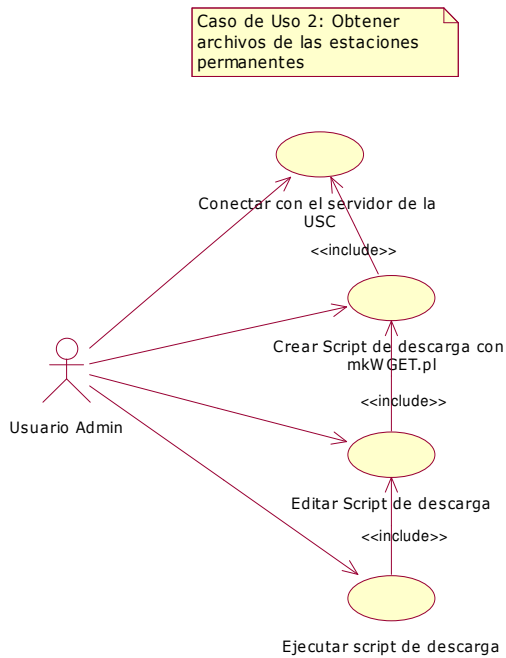 Caso de Uso 2: Obtener
archivos de las estaciones
permanentes
Conectar con el servidor de la
USC
<<include>>
Crear Script de descarga con
mkWGET.pl
<<include>>
Usuario Admin
Editar Script de descarga
<<include>>
Ejecutar script de descarga